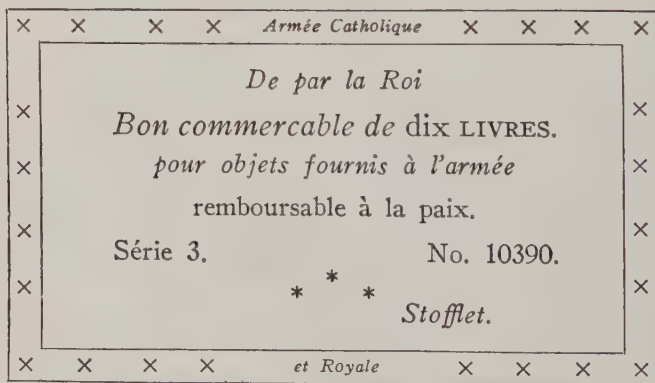 × × × × Armée Catholique × × × ×
De par la Roi
Bon commercable de dix LIVRES.
pour objets fournis à l'armée
remboursable à la paix.
Série 3. No. 10390.
* * *
Stofflet.
× × × × et Royale × × × ×